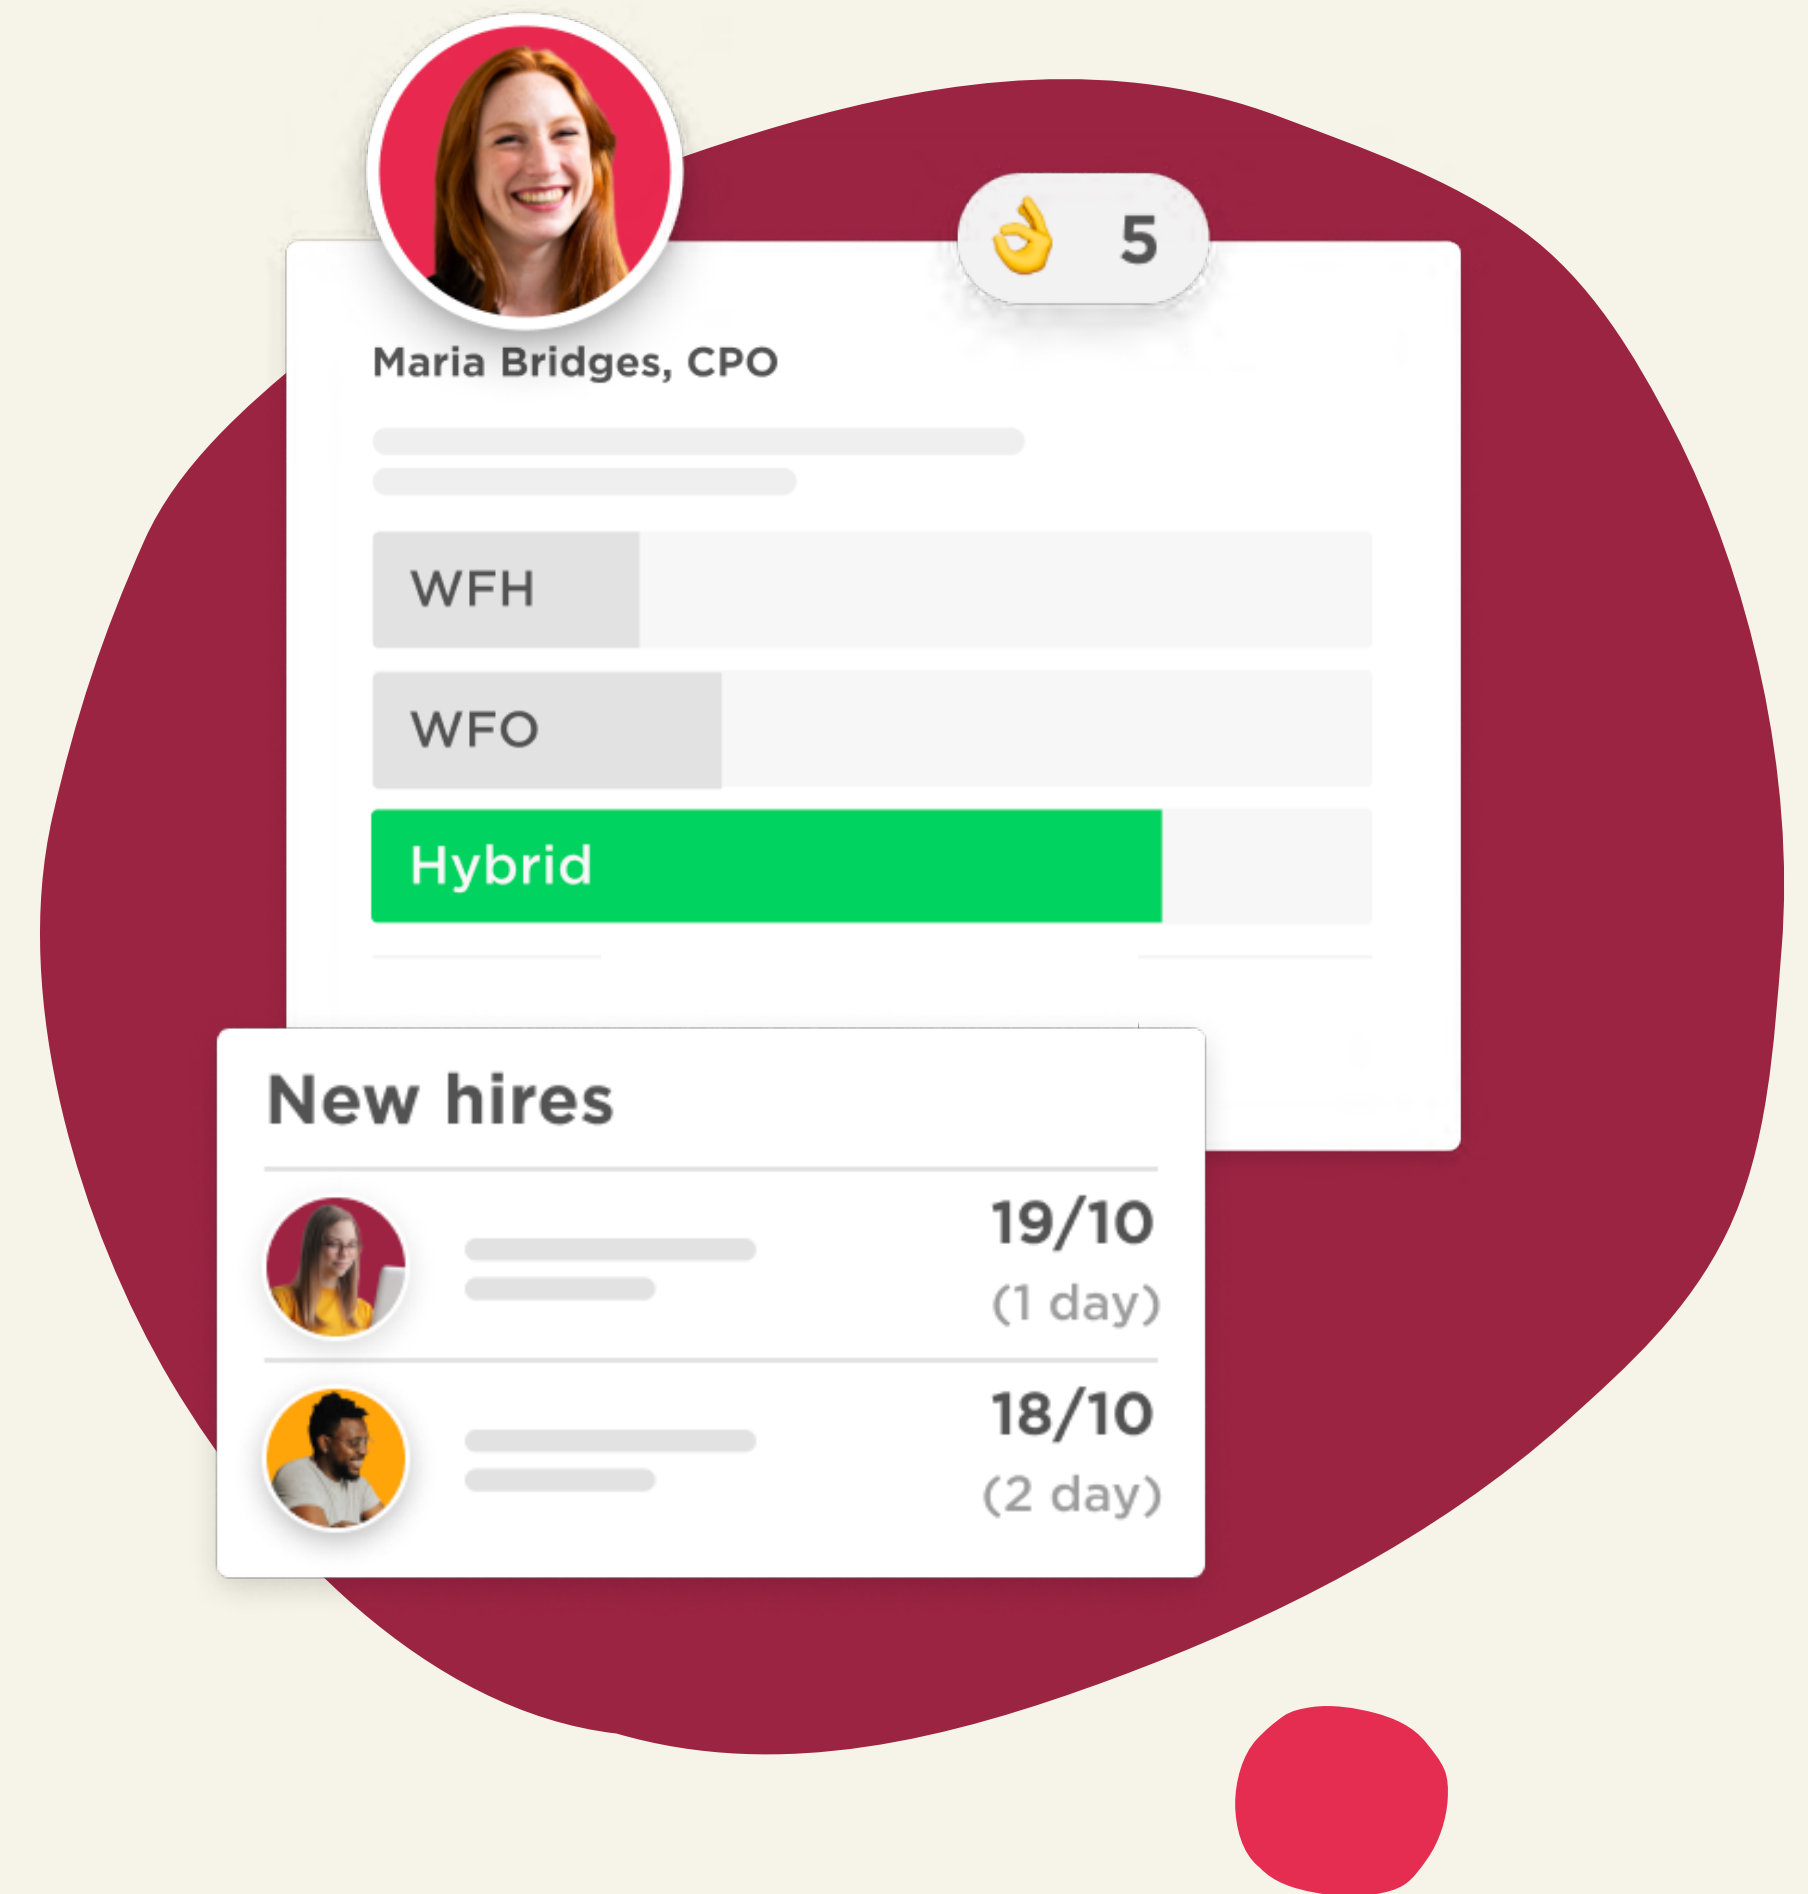 👌 5
Maria Bridges, CPO
WFH
WFO
Hybrid
New hires
19/10
(1 day)
18/10
(2 day)